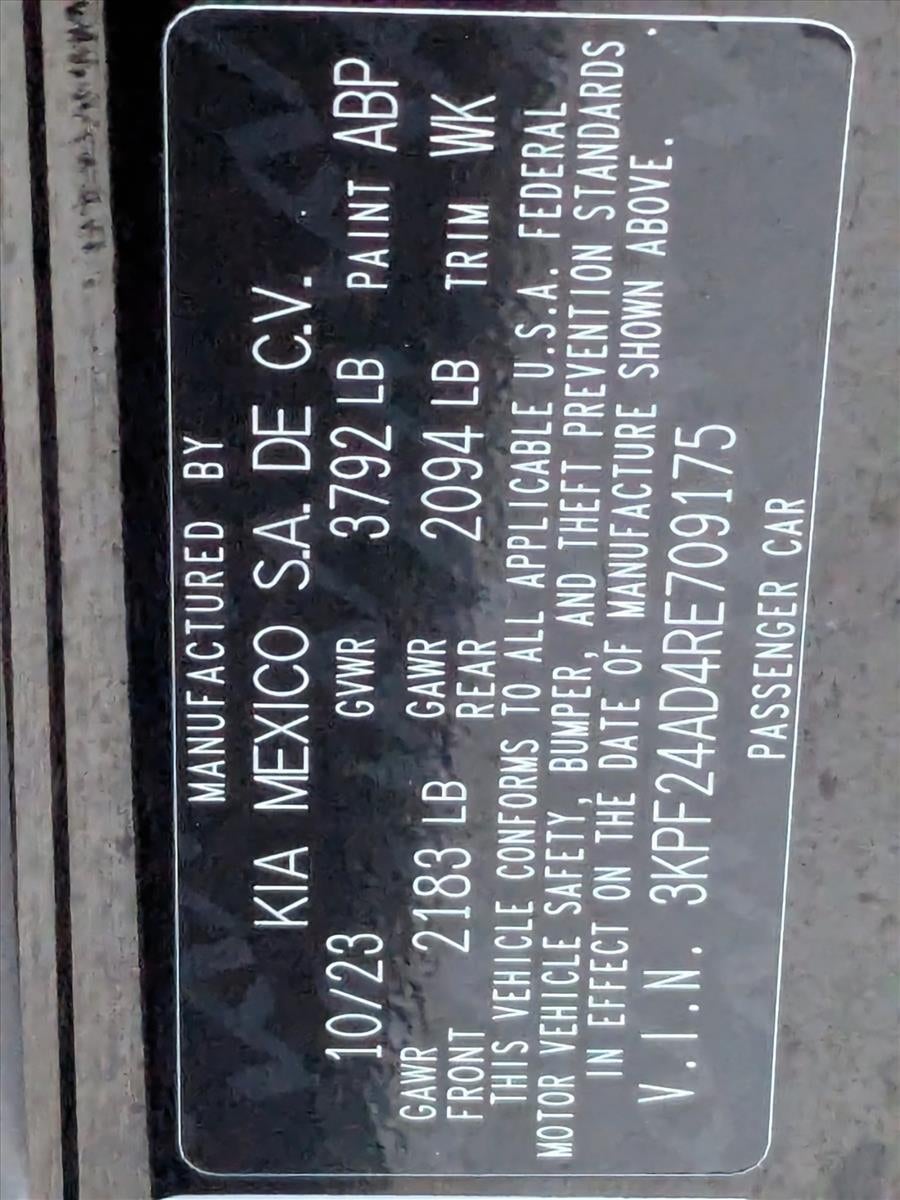 MANUFACTURED BY
KIA MEXICO S.A. DE C.V.
10/23 GVWR 3792 LB PAINT ABP
GAWR FRONT 2183 LB GAWR REAR 2094 LB TRIM WK
THIS VEHICLE CONFORMS TO ALL APPLICABLE U.S.A. FEDERAL
MOTOR VEHICLE SAFETY, BUMPER, AND THEFT PREVENTION STANDARDS
IN EFFECT ON THE DATE OF MANUFACTURE SHOWN ABOVE.
V.I.N. 3KPF24AD4RE709175
PASSENGER CAR